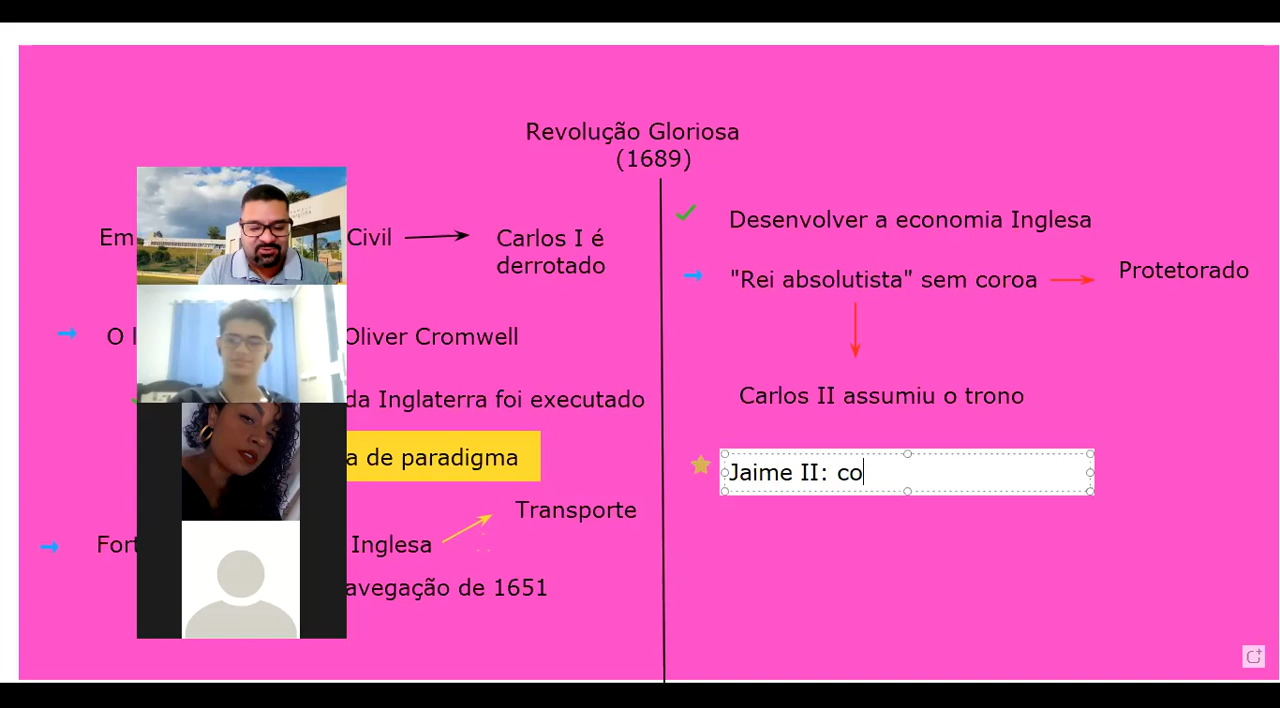 Revolução Gloriosa
(1689)
Em
Civil
Carlos I é
derrotado
O
Oliver Cromwell
da Inglaterra foi executado
a de paradigma
Transporte
Inglesa
avegação de 1651
Desenvolver a economia Inglesa
"Rei absolutista" sem coroa
Protetorado
Carlos II assumiu o trono
Jaime II: co